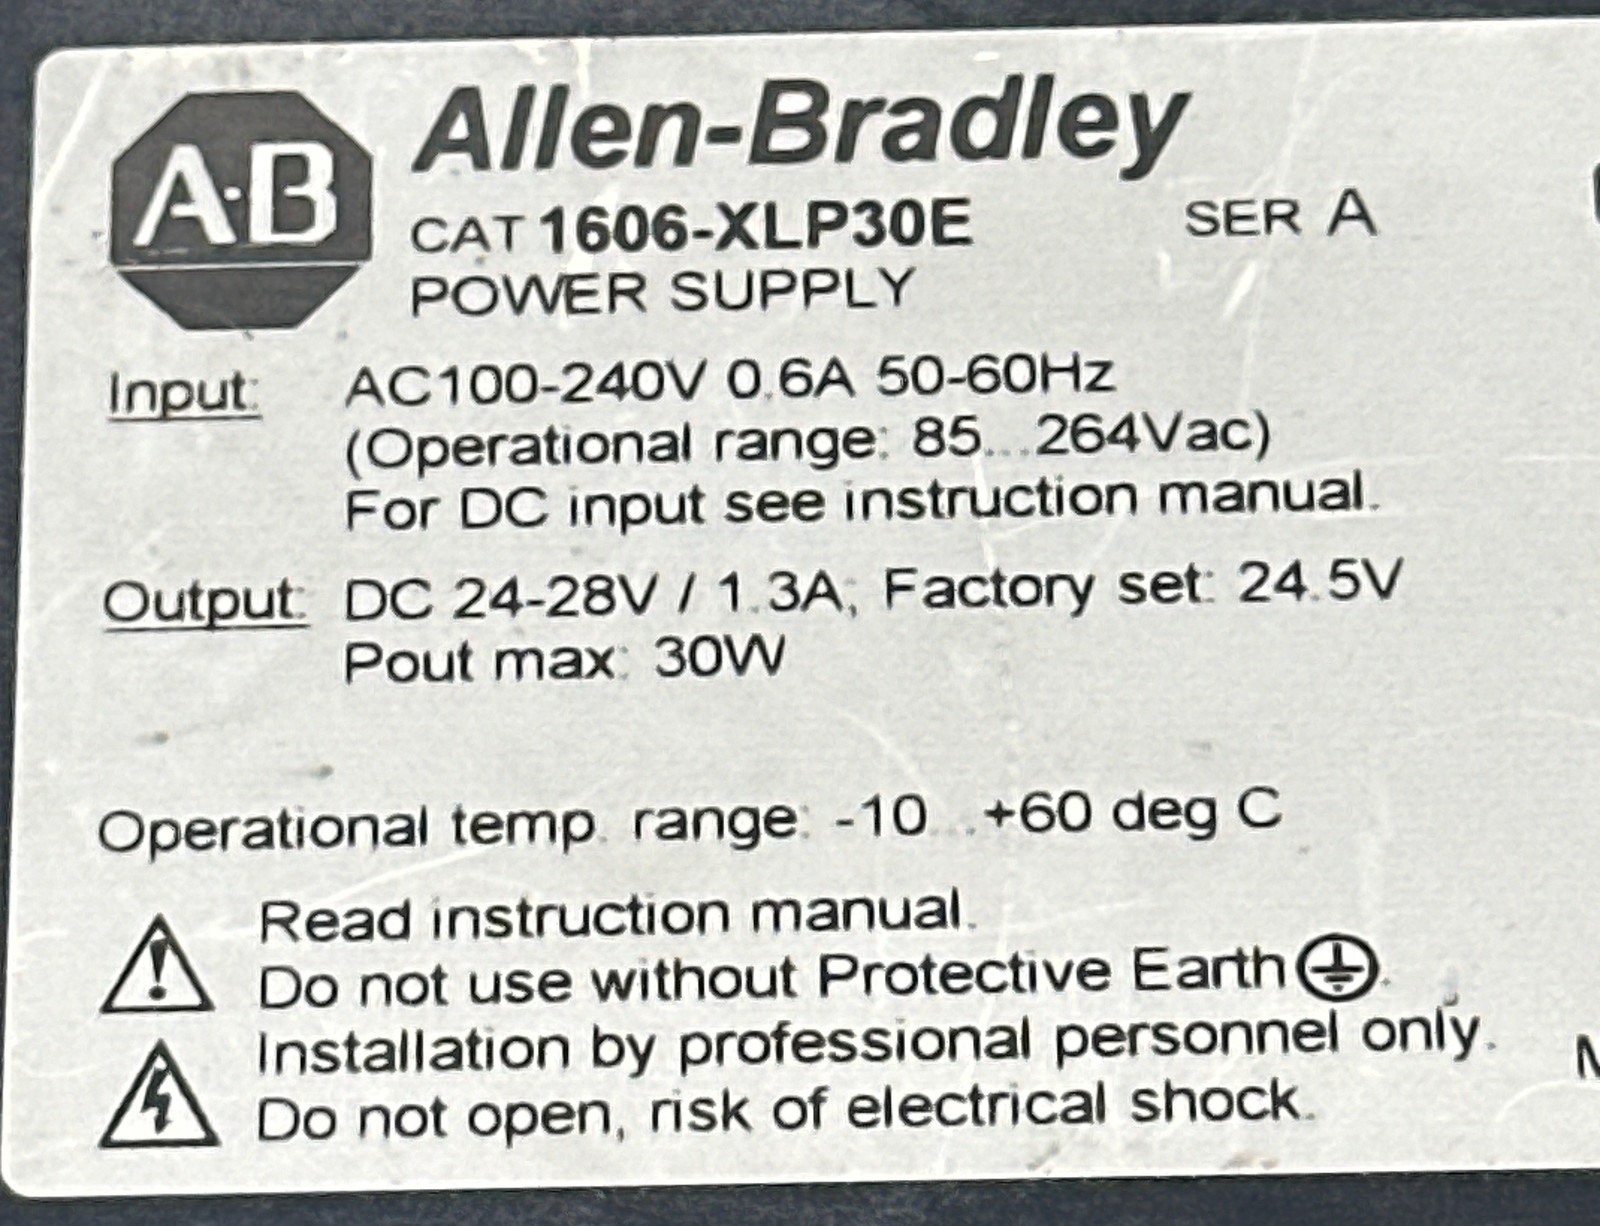 A·B Allen-Bradley
CAT 1606-XLP30E SER A
POWER SUPPLY
Input: AC100-240V 0.6A 50-60Hz
(Operational range: 85...264Vac)
For DC input see instruction manual.
Output: DC 24-28V / 1.3A; Factory set: 24.5V
Pout max: 30W
Operational temp. range: -10...+60 deg C
Read instruction manual.
Do not use without Protective Earth .
Installation by professional personnel only.
Do not open, risk of electrical shock.